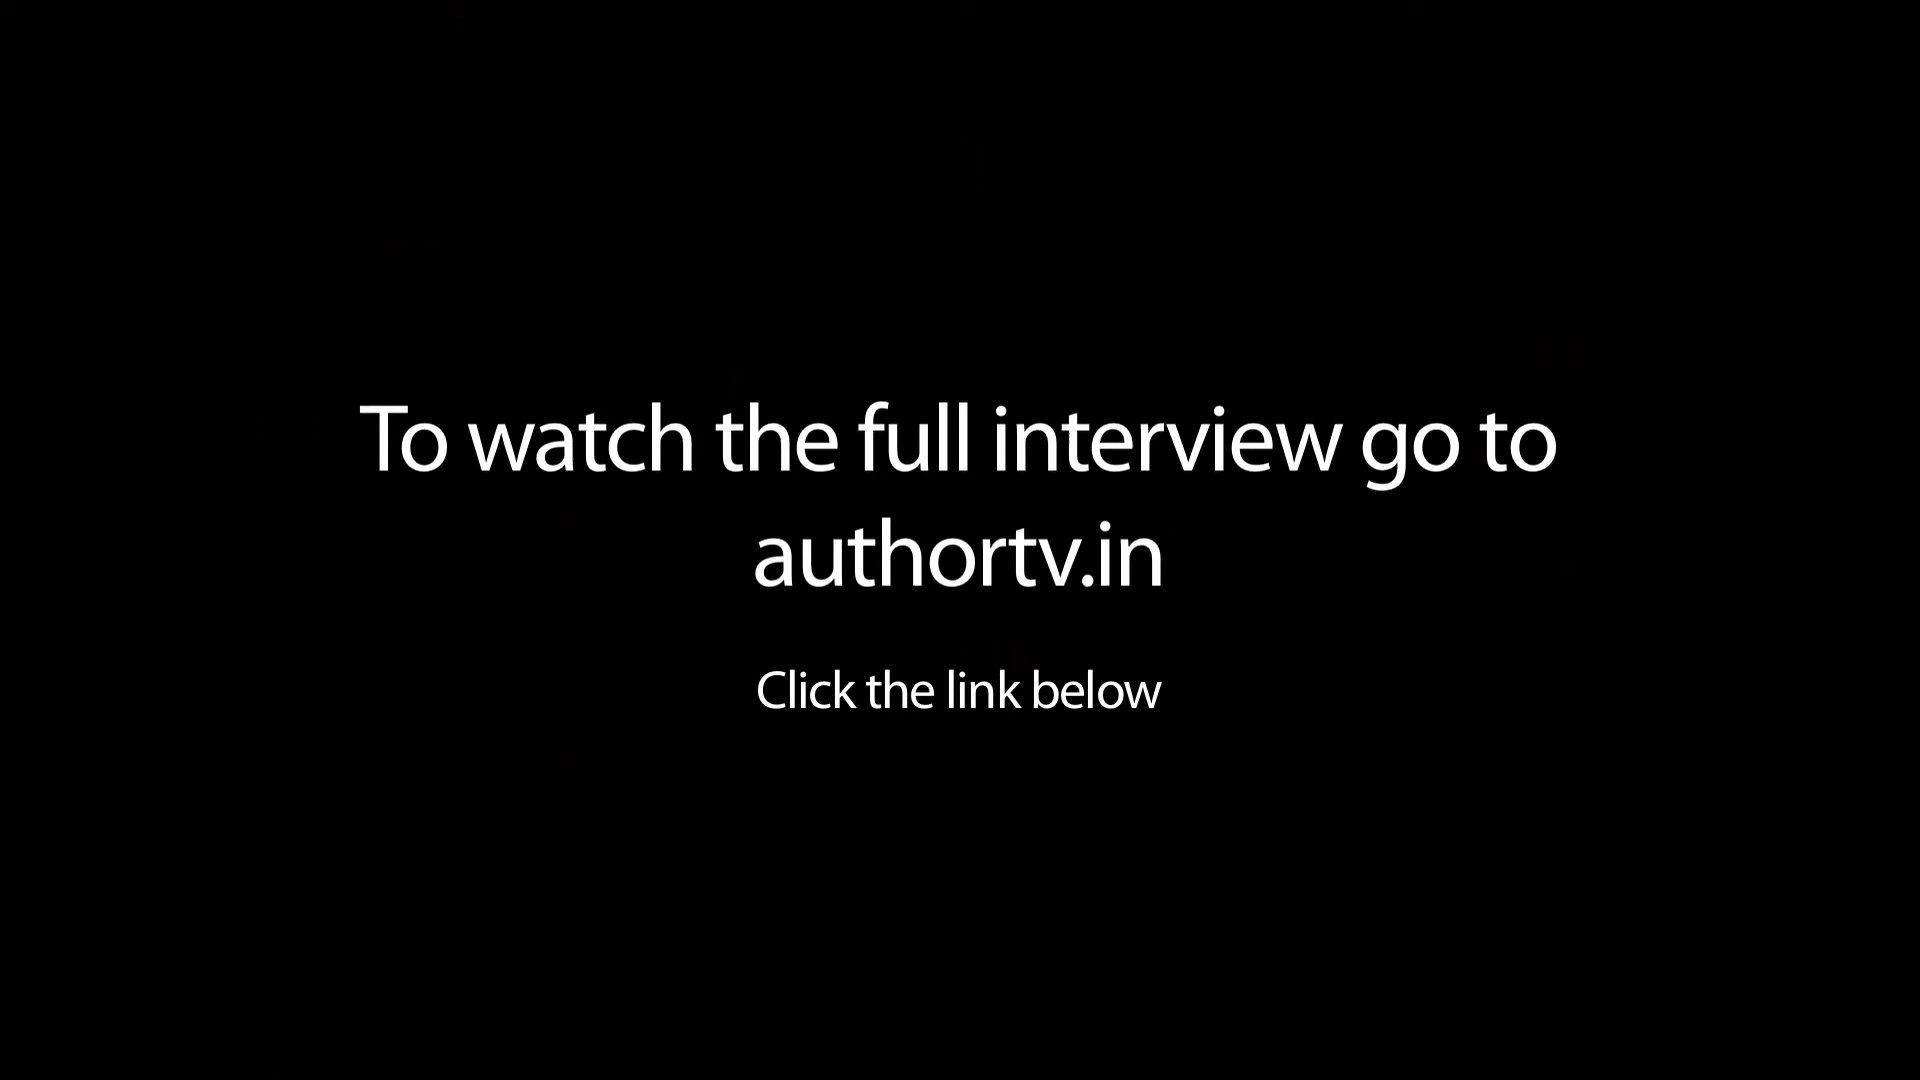 To watch the full interview go to
authortv.in
Click the link below